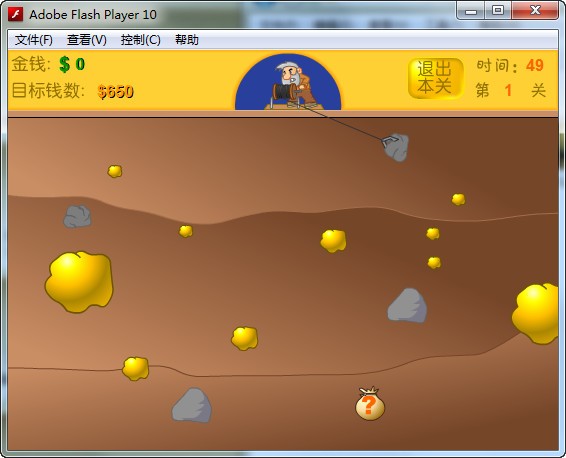 Adobe Flash Player 10
文件(F) 查看(V) 控制(C) 帮助
金钱: $ 0
目标钱数: $650
退出
本关
时间: 49
第 1 关
?